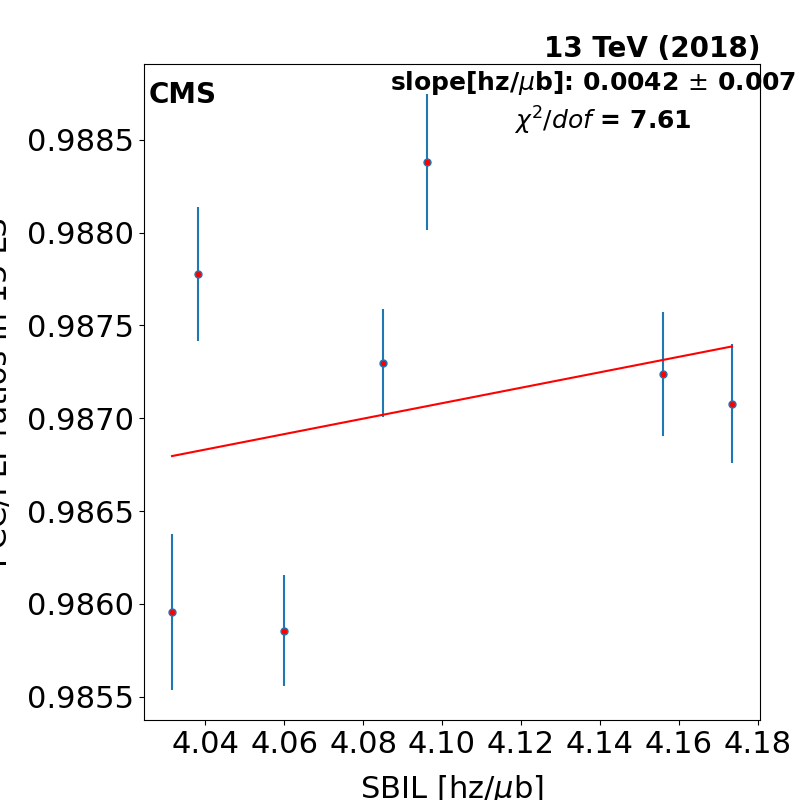 13 TeV (2018)
CMS
slope[hz/μb]: 0.0042 ± 0.007
χ²/dof = 7.61
0.9885
0.9880
0.9875
0.9870
0.9865
0.9860
0.9855
4.04 4.06 4.08 4.10 4.12 4.14 4.16 4.18
SBIL [hz/μb]